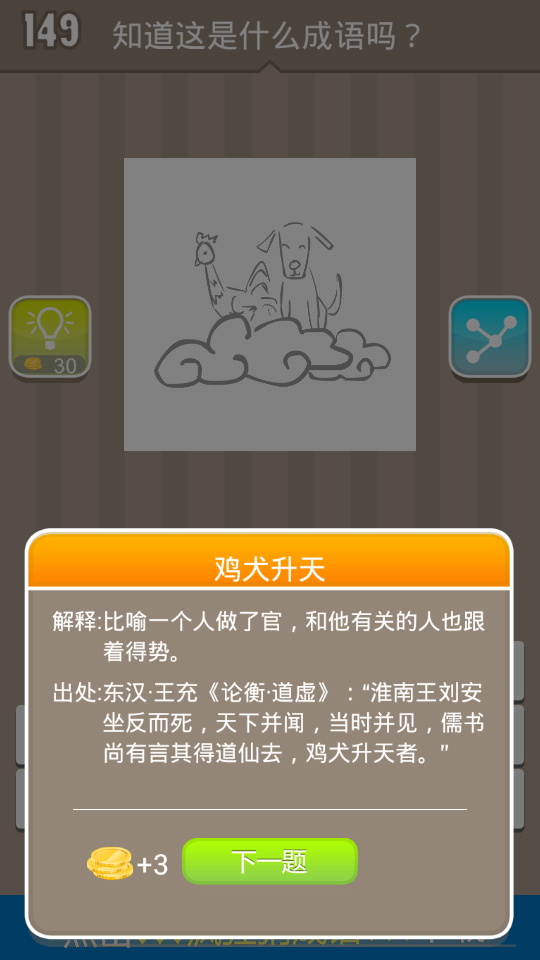 149
知道这是什么成语吗？
30
鸡犬升天
解释:比喻一个人做了官，和他有关的人也跟
着得势。
出处:东汉·王充《论衡·道虚》：“淮南王刘安
坐反而死，天下并闻，当时并见，儒书
尚有言其得道仙去，鸡犬升天者。”
+3
下一题